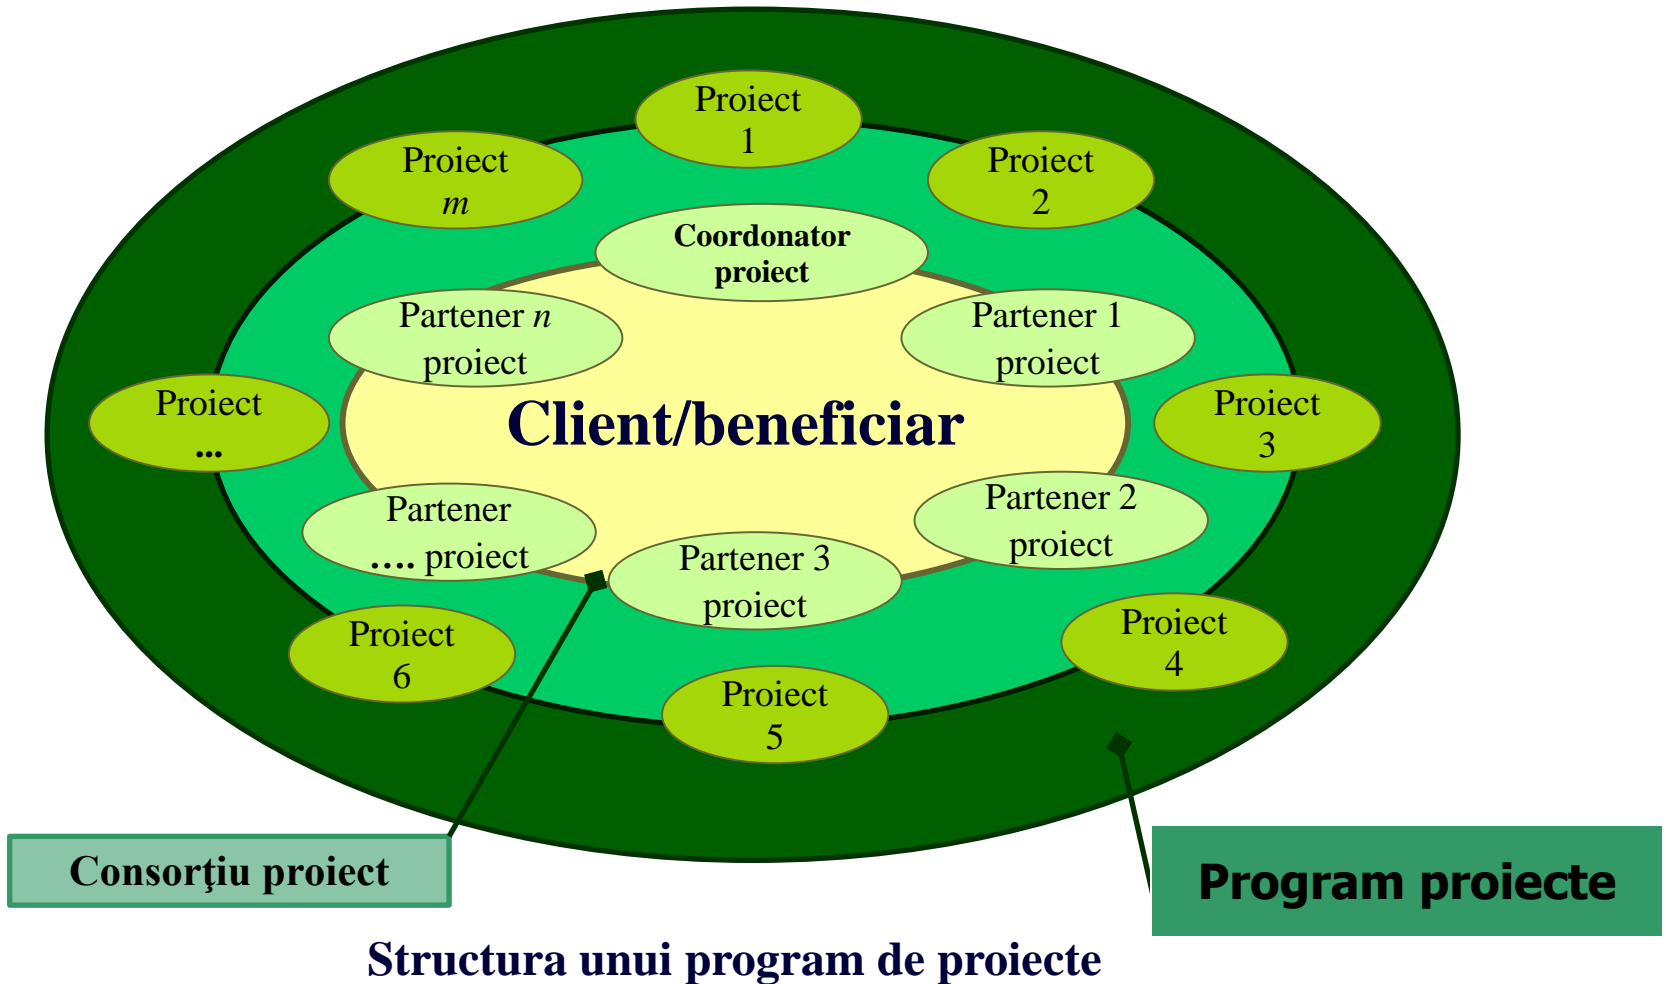 Proiect
1
Proiect
m
Proiect
2
Coordonator
proiect
Partener n
proiect
Partener 1
proiect
Client/beneficiar
Proiect
...
Proiect
3
Partener
.... proiect
Partener 2
proiect
Partener 3
proiect
Proiect
6
Proiect
4
Proiect
5
Consorţiu proiect
Program proiecte
Structura unui program de proiecte